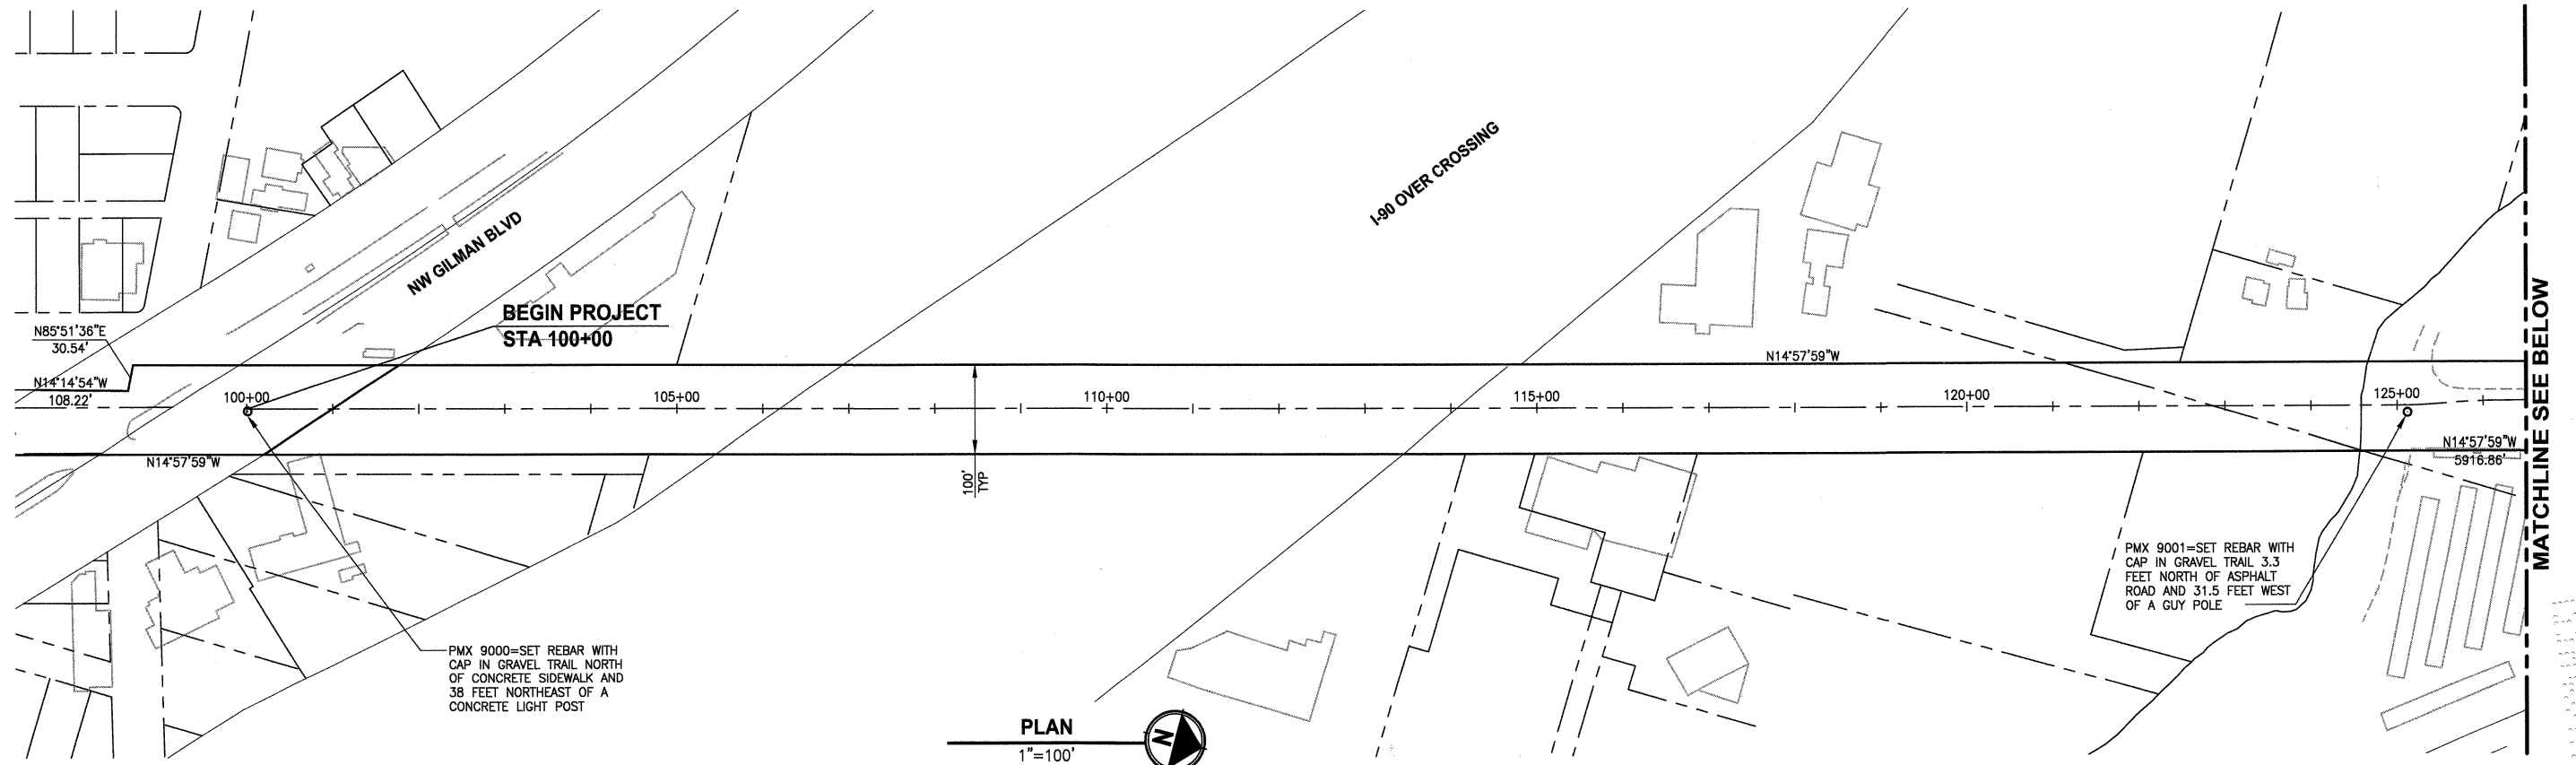 I-90 OVER CROSSING
NW GILMAN BLVD
BEGIN PROJECT
STA 100+00
N85°51'36"E
30.54'
N14°14'54"W
108.22'
N14°57'59"W
100+00
105+00
110+00
115+00
120+00
125+00
N14°57'59"W
N14°57'59"W
5916.86'
100'
TYP
MATCHLINE SEE BELOW
PMX 9001=SET REBAR WITH
CAP IN GRAVEL TRAIL 3.3
FEET NORTH OF ASPHALT
ROAD AND 31.5 FEET WEST
OF A GUY POLE
PMX 9000=SET REBAR WITH
CAP IN GRAVEL TRAIL NORTH
OF CONCRETE SIDEWALK AND
38 FEET NORTHEAST OF A
CONCRETE LIGHT POST
PLAN
1"=100'
N